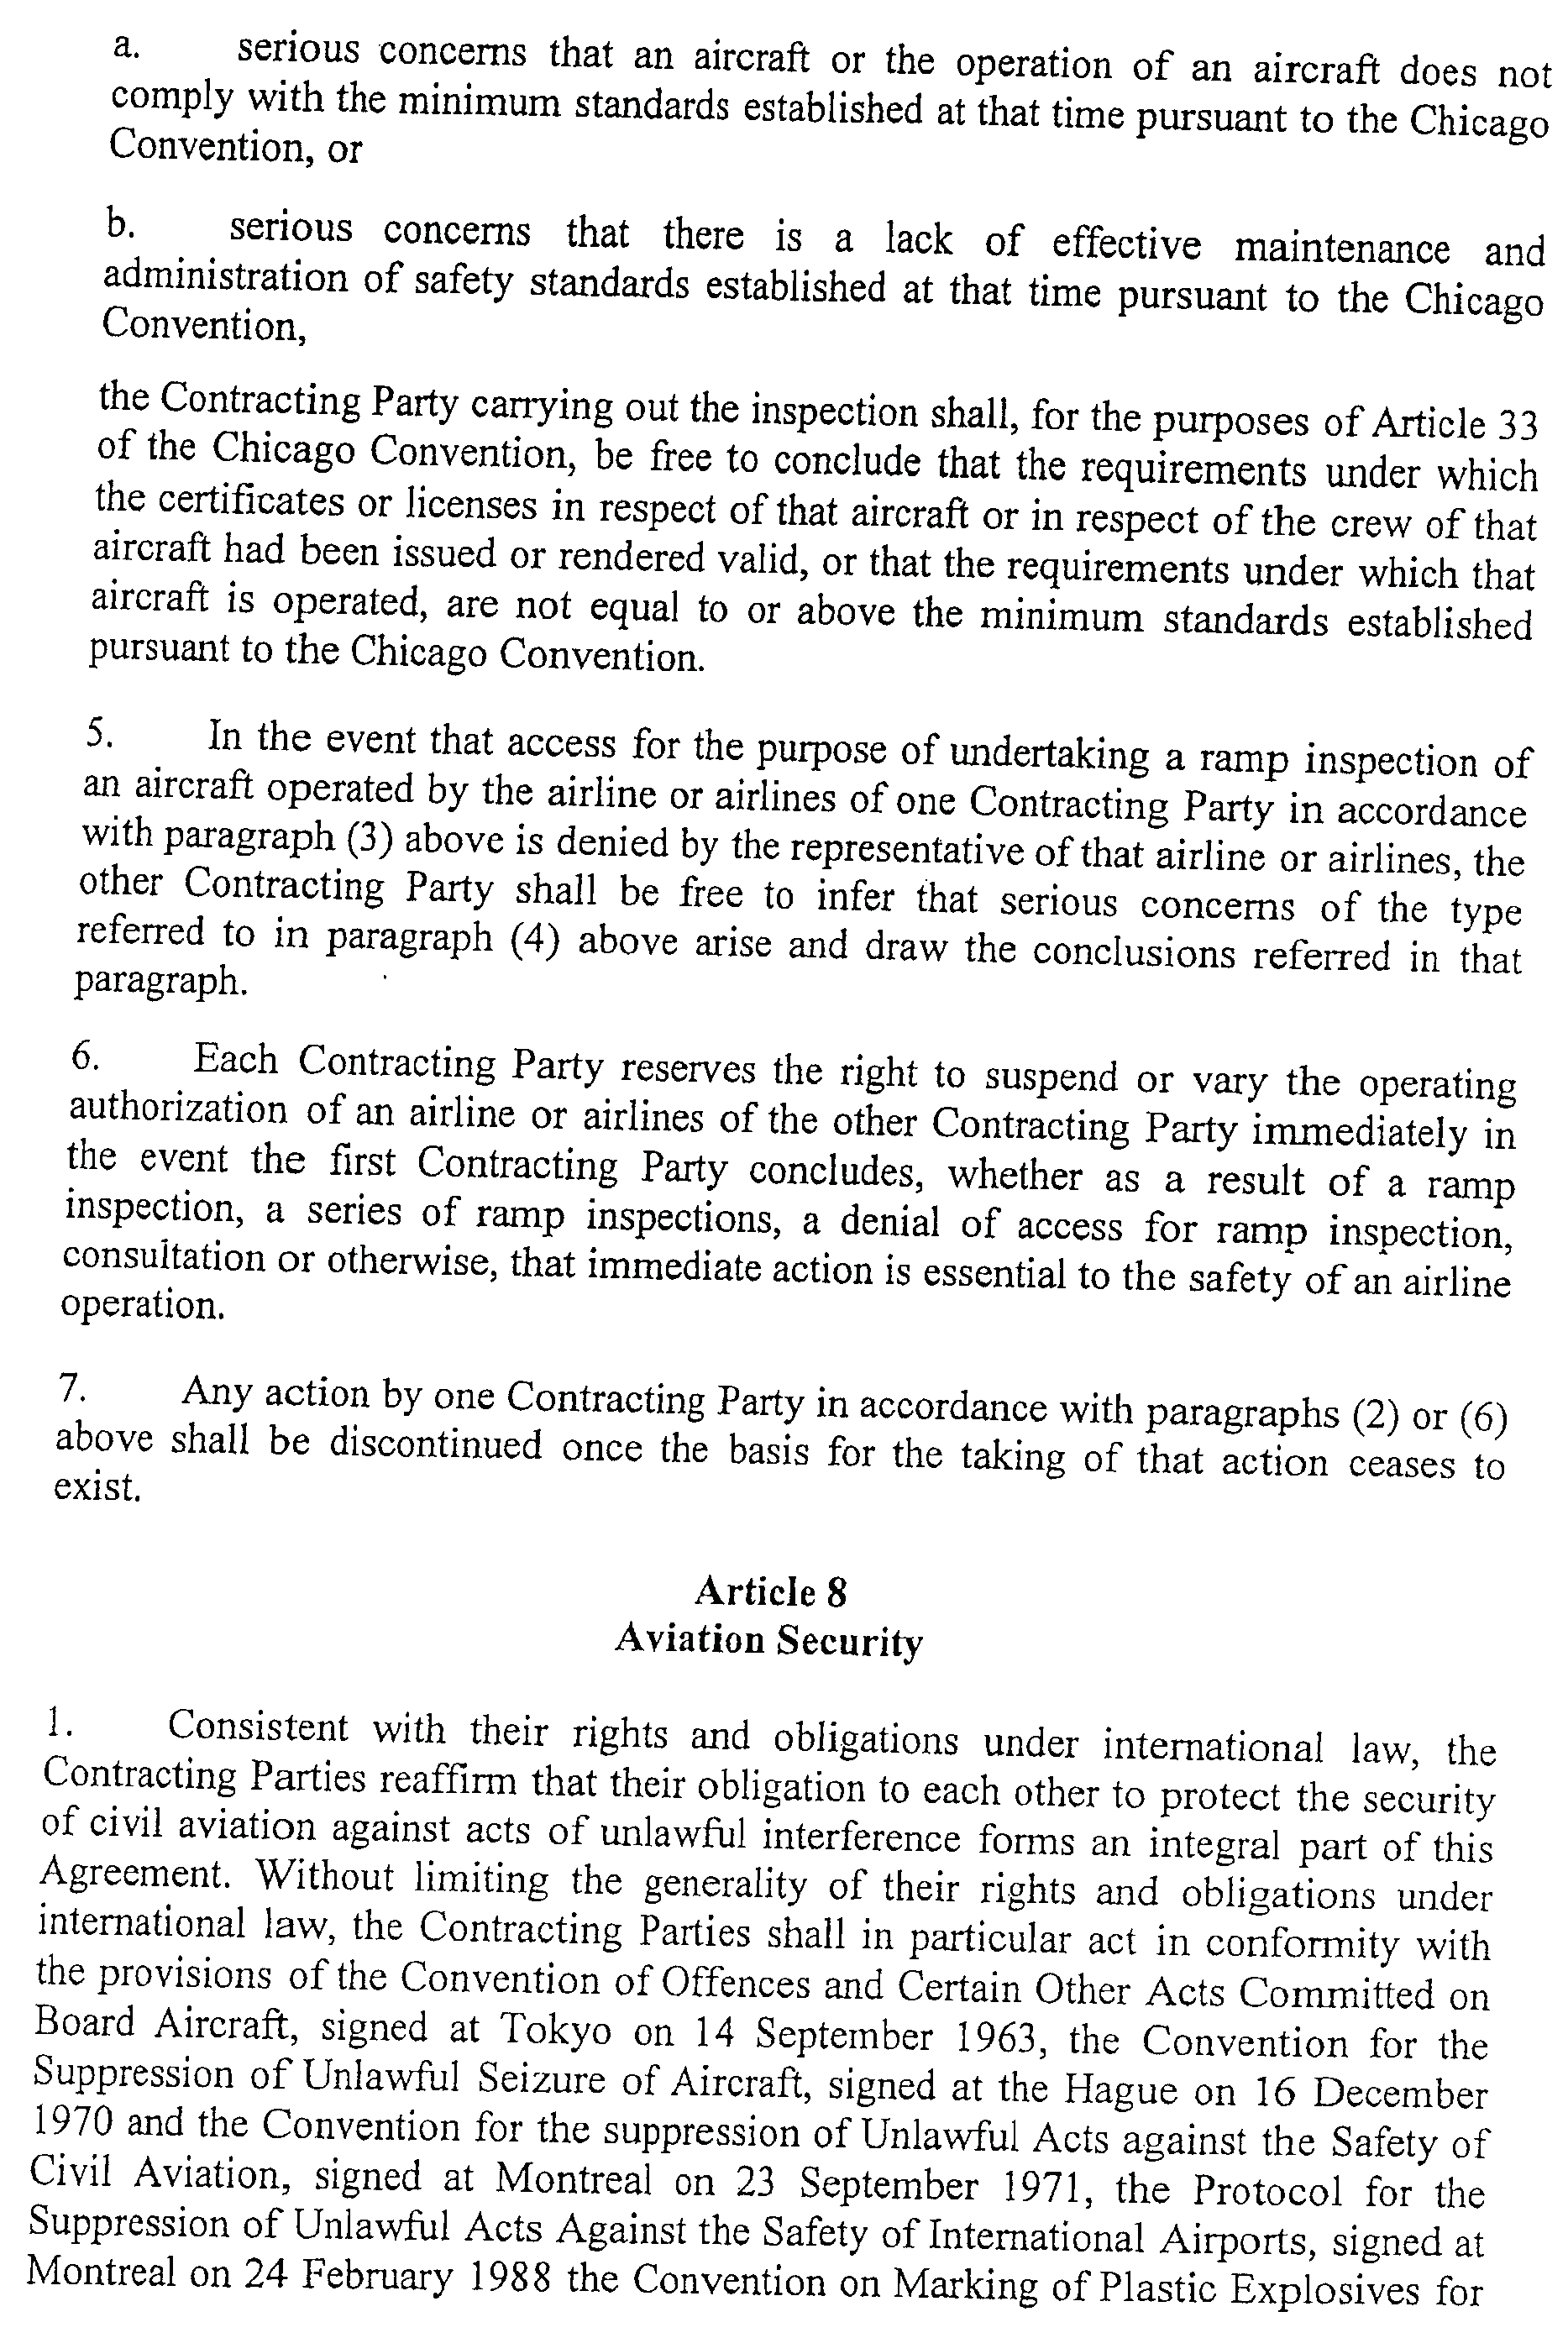 a. serious concerns that an aircraft or the operation of an aircraft does not
comply with the minimum standards established at that time pursuant to the Chicago
Convention, or
b. serious concerns that there is a lack of effective maintenance and
administration of safety standards established at that time pursuant to the Chicago
Convention,
the Contracting Party carrying out the inspection shall, for the purposes of Article 33
of the Chicago Convention, be free to conclude that the requirements under which
the certificates or licenses in respect of that aircraft or in respect of the crew of that
aircraft had been issued or rendered valid, or that the requirements under which that
aircraft is operated, are not equal to or above the minimum standards established
pursuant to the Chicago Convention.
5. In the event that access for the purpose of undertaking a ramp inspection of
an aircraft operated by the airline or airlines of one Contracting Party in accordance
with paragraph (3) above is denied by the representative of that airline or airlines, the
other Contracting Party shall be free to infer that serious concerns of the type
referred to in paragraph (4) above arise and draw the conclusions referred in that
paragraph.
6. Each Contracting Party reserves the right to suspend or vary the operating
authorization of an airline or airlines of the other Contracting Party immediately in
the event the first Contracting Party concludes, whether as a result of a ramp
inspection, a series of ramp inspections, a denial of access for ramp inspection,
consultation or otherwise, that immediate action is essential to the safety of an airline
operation.
7. Any action by one Contracting Party in accordance with paragraphs (2) or (6)
above shall be discontinued once the basis for the taking of that action ceases to
exist.
Article 8
Aviation Security
1. Consistent with their rights and obligations under international law, the
Contracting Parties reaffirm that their obligation to each other to protect the security
of civil aviation against acts of unlawful interference forms an integral part of this
Agreement. Without limiting the generality of their rights and obligations under
international law, the Contracting Parties shall in particular act in conformity with
the provisions of the Convention of Offences and Certain Other Acts Committed on
Board Aircraft, signed at Tokyo on 14 September 1963, the Convention for the
Suppression of Unlawful Seizure of Aircraft, signed at the Hague on 16 December
1970 and the Convention for the suppression of Unlawful Acts against the Safety of
Civil Aviation, signed at Montreal on 23 September 1971, the Protocol for the
Suppression of Unlawful Acts Against the Safety of International Airports, signed at
Montreal on 24 February 1988 the Convention on Marking of Plastic Explosives for